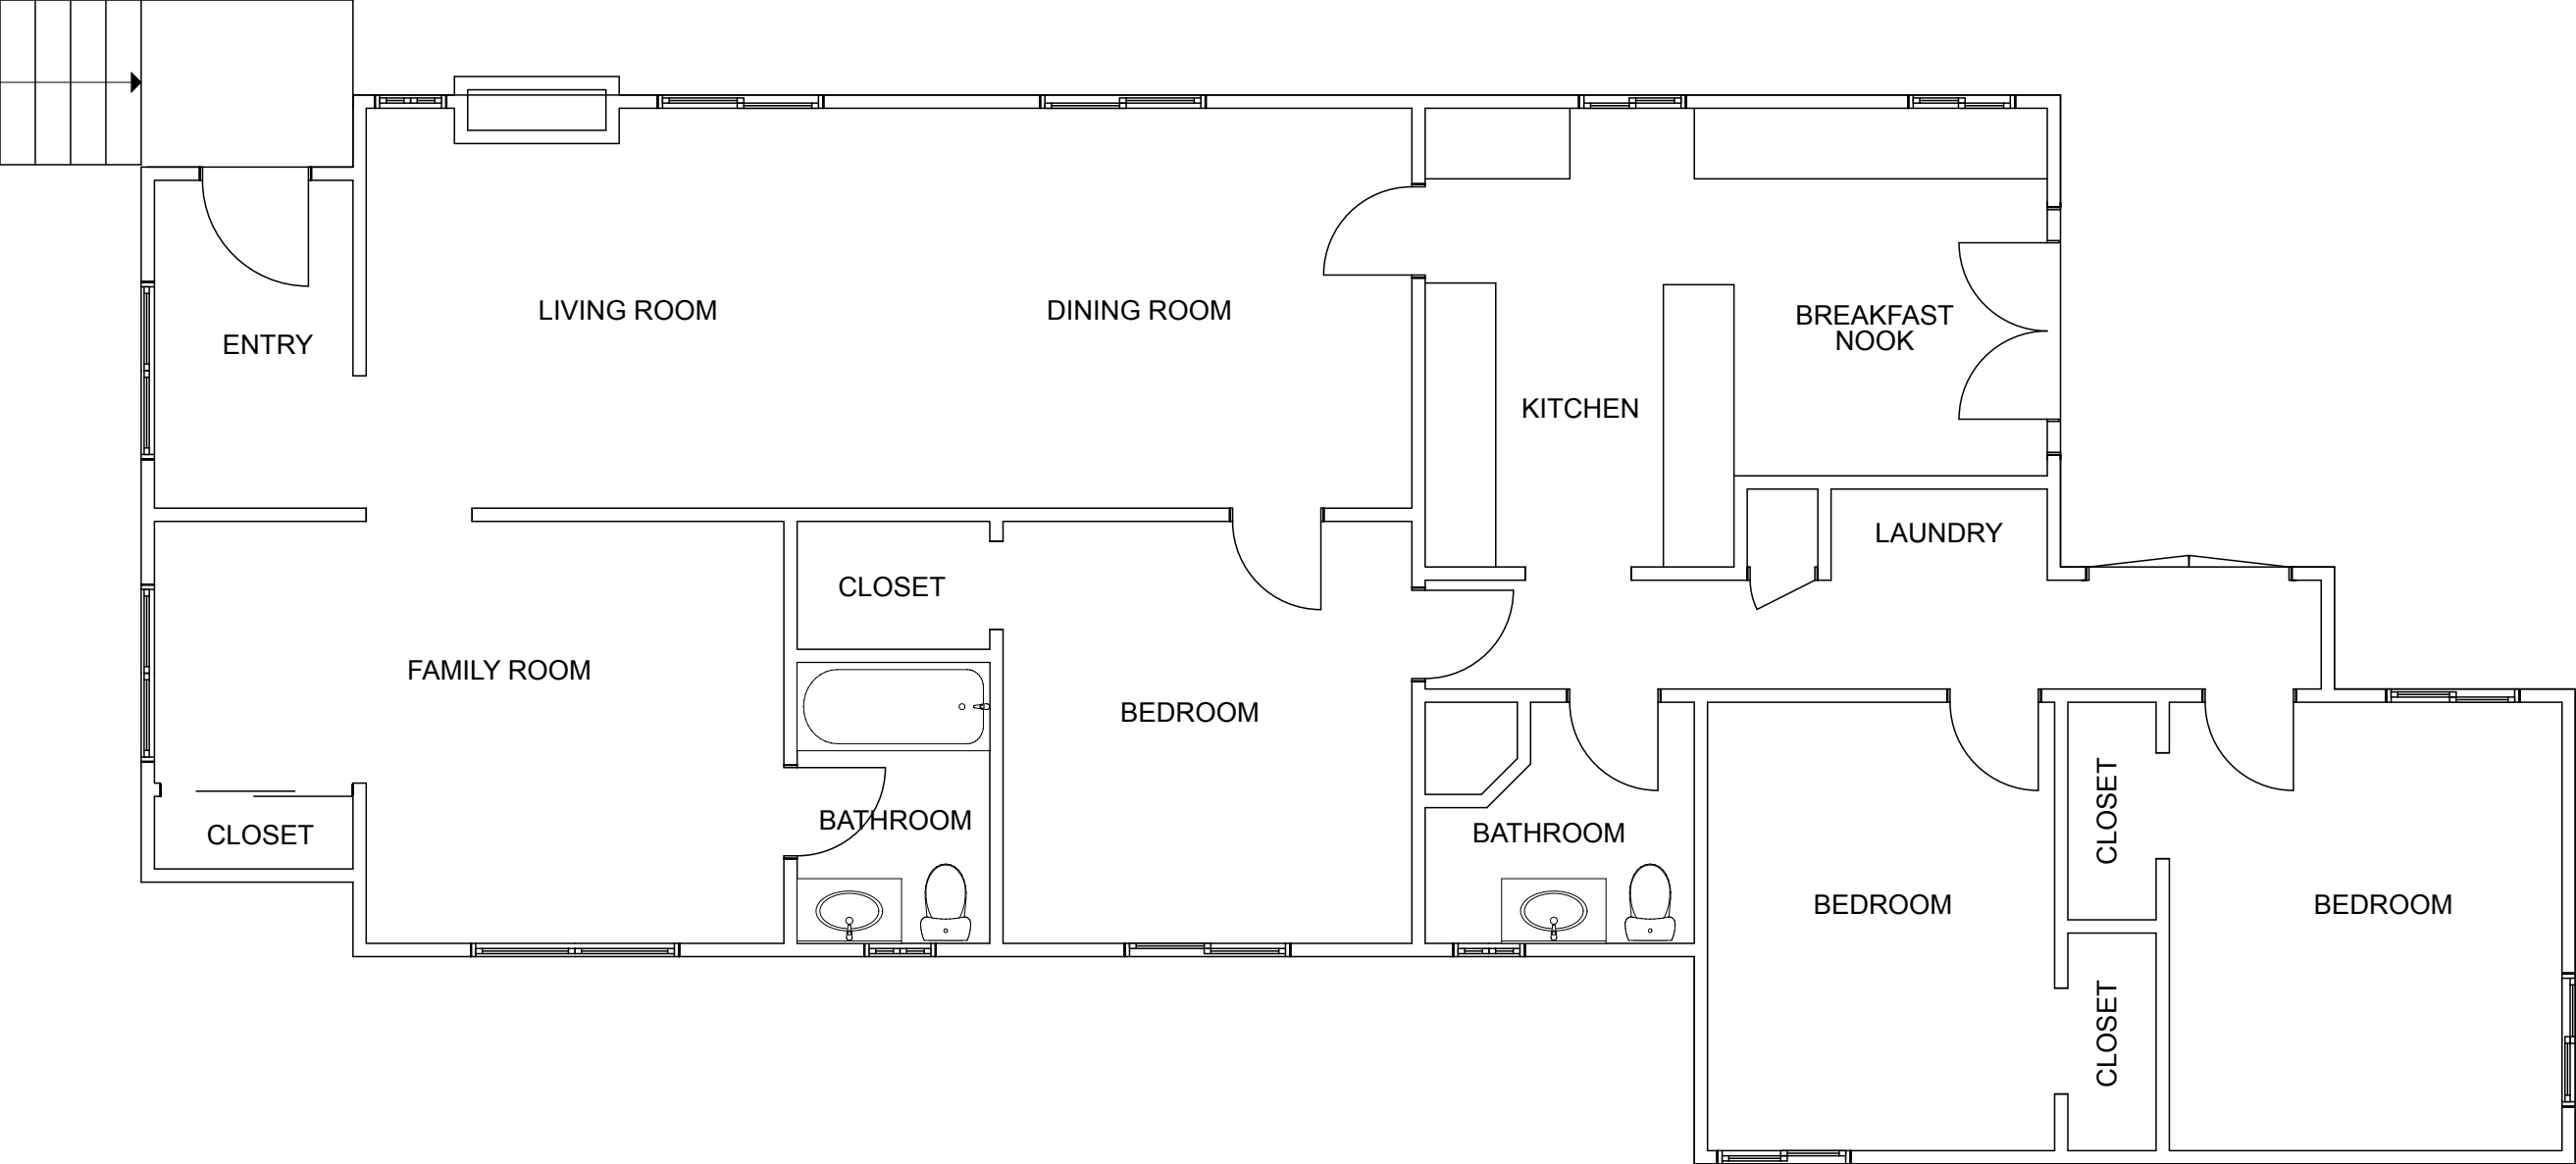 LIVING ROOM
DINING ROOM
BREAKFAST
NOOK
ENTRY
KITCHEN
LAUNDRY
CLOSET
FAMILY ROOM
BEDROOM
BATHROOM
CLOSET
BATHROOM
CLOSET
BEDROOM
BEDROOM
CLOSET